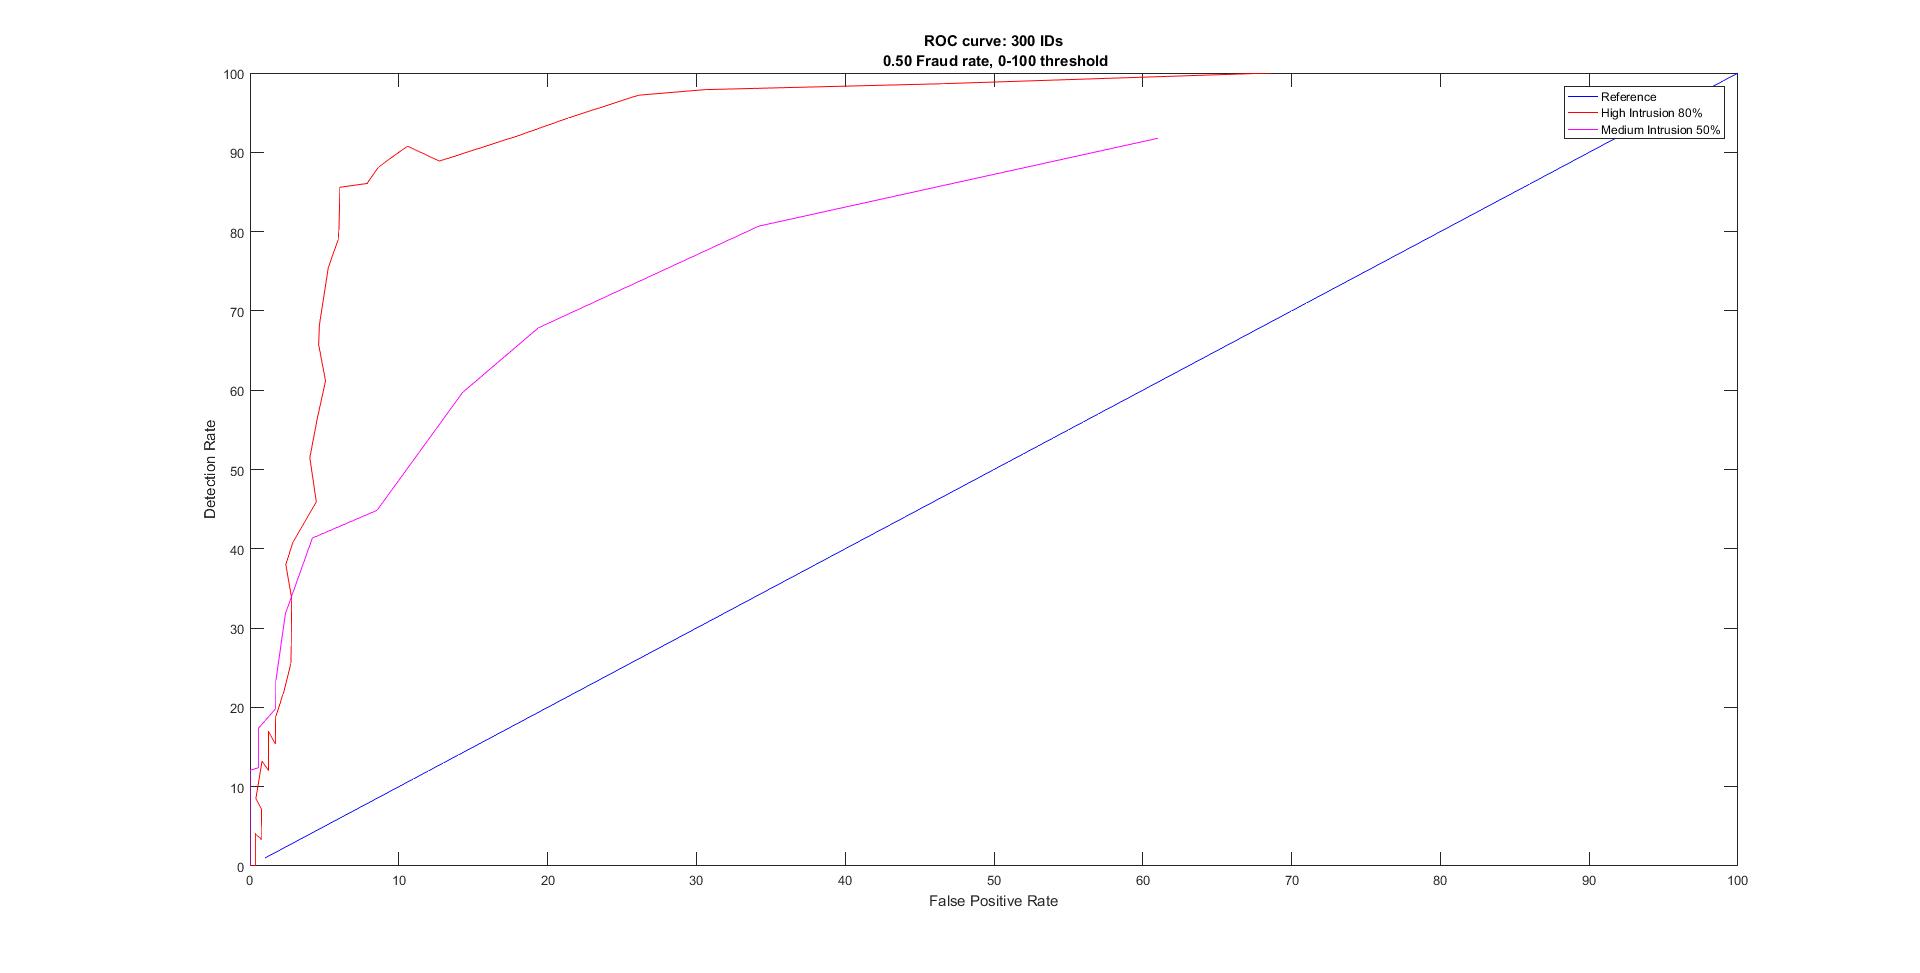 ROC curve: 300 IDs
0.50 Fraud rate, 0-100 threshold
100
90
80
70
60
50
40
30
20
10
0
Detection Rate
Reference
High Intrusion 80%
Medium Intrusion 50%
0 10 20 30 40 50 60 70 80 90 100
False Positive Rate